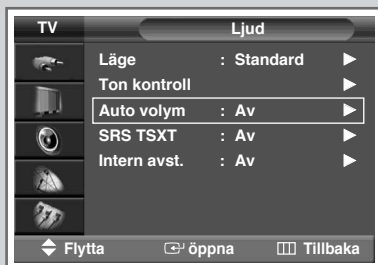 TV Ljud
Läge : Standard
Ton kontroll
Auto volym : Av
SRS TSXT : Av
Intern avst. : Av
Flytta öppna Tillbaka